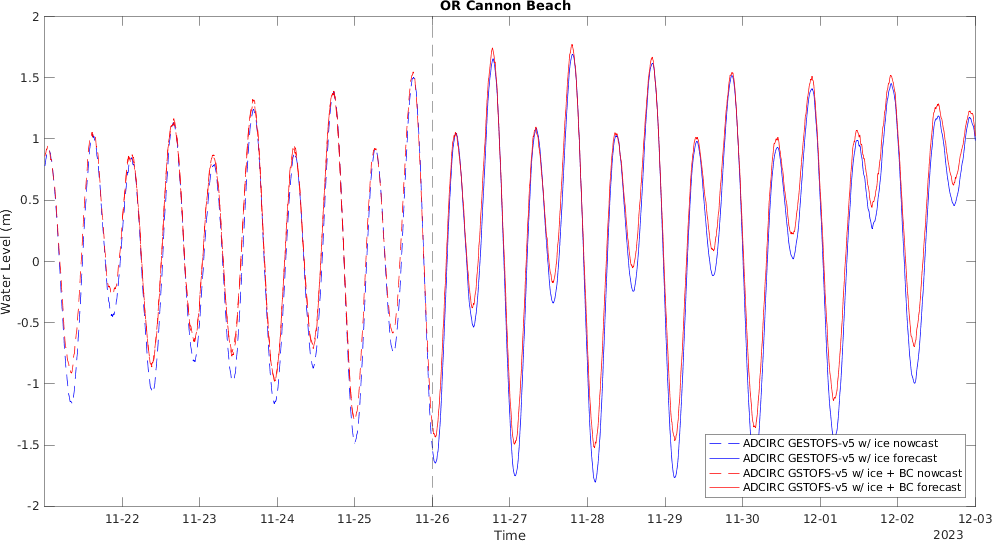 OR Cannon Beach
2
1.5
1
0.5
0
-0.5
-1
-1.5
-2
Water Level (m)
ADCIRC GESTOFS-v5 w/ ice nowcast
ADCIRC GESTOFS-v5 w/ ice forecast
ADCIRC GSTOFS-v5 w/ ice + BC nowcast
ADCIRC GSTOFS-v5 w/ ice + BC forecast
11-22 11-23 11-24 11-25 11-26 11-27 11-28 11-29 11-30 12-01 12-02 12-03
Time 2023